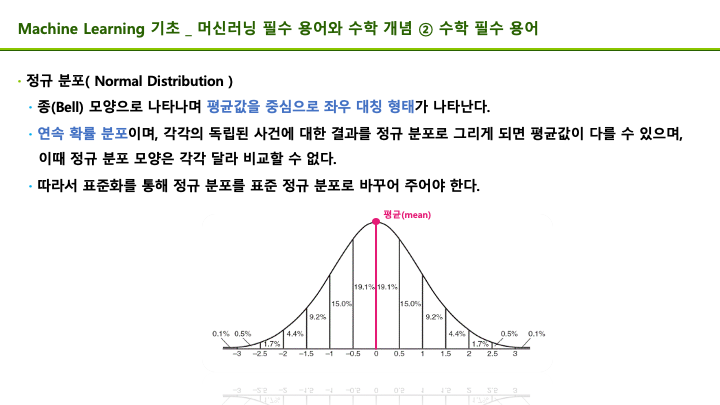 Machine Learning 기초 _ 머신러닝 필수 용어와 수학 개념 ② 수학 필수 용어
· 정규 분포( Normal Distribution )
· 종(Bell) 모양으로 나타나며 평균값을 중심으로 좌우 대칭 형태가 나타난다.
· 연속 확률 분포이며, 각각의 독립된 사건에 대한 결과를 정규 분포로 그리게 되면 평균값이 다를 수 있으며,
이때 정규 분포 모양은 각각 달라 비교할 수 없다.
· 따라서 표준화를 통해 정규 분포를 표준 정규 분포로 바꾸어 주어야 한다.
평균(mean)
19.1% 19.1%
15.0% 15.0%
9.2% 9.2%
0.1% 0.5% 4.4% 4.4% 0.5% 0.1%
1.7% 1.7%
−3 −2.5 −2 −1.5 −1 −0.5 0 0.5 1 1.5 2 2.5 3